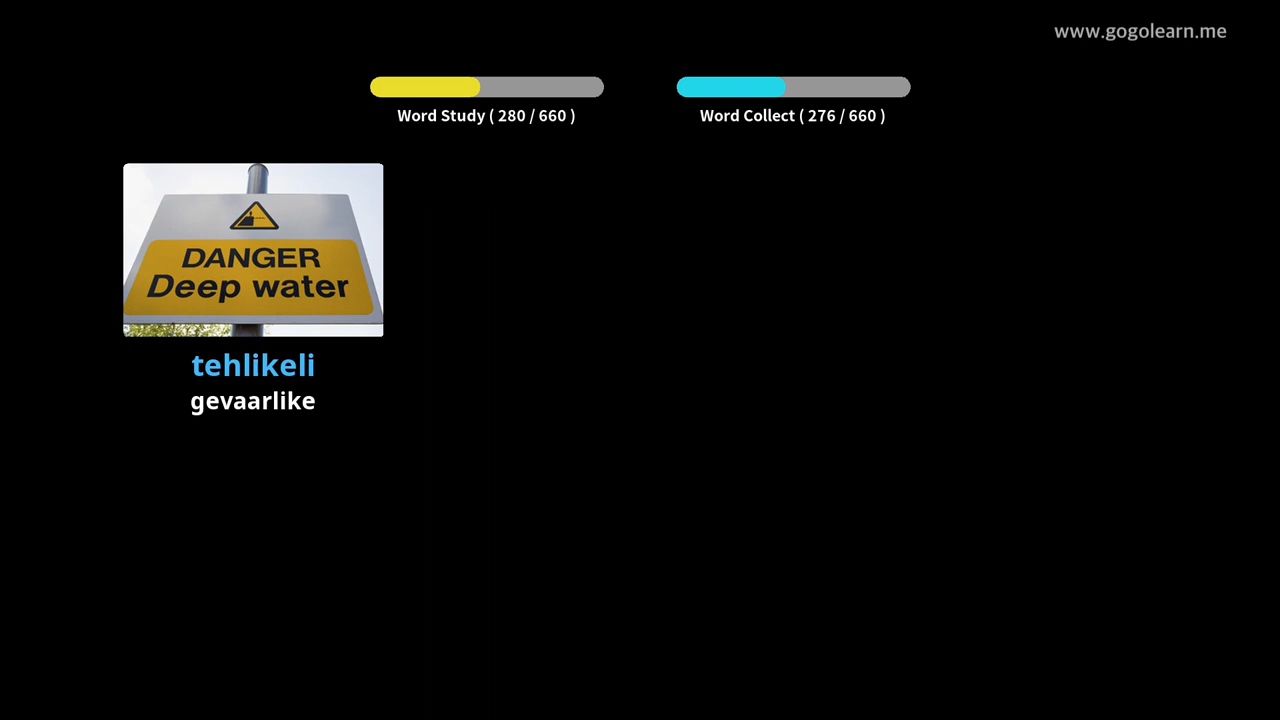 www.gogolearn.me
Word Study ( 280 / 660 )
Word Collect ( 276 / 660 )
DANGER
Deep water
tehlikeli
gevaarlike